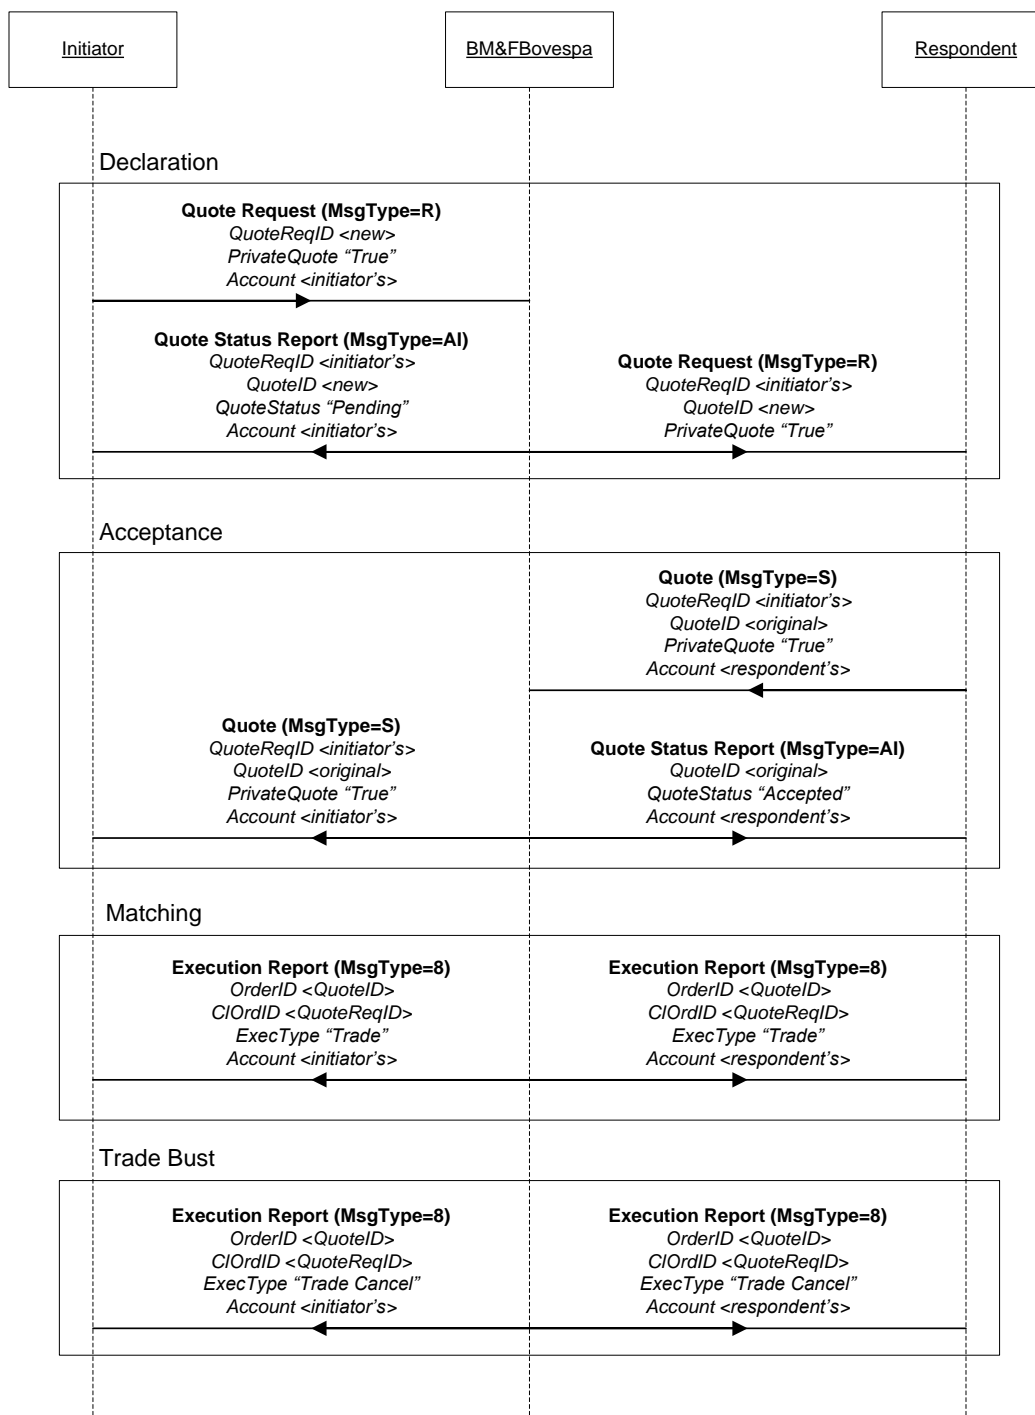 Initiator
BM&FBovespa
Respondent
Declaration
Quote Request (MsgType=R)
QuoteReqID <new>
PrivateQuote “True”
Account <initiator’s>
Quote Status Report (MsgType=AI)
QuoteReqID <initiator’s>
QuoteID <new>
QuoteStatus “Pending”
Account <initiator’s>
Quote Request (MsgType=R)
QuoteReqID <initiator’s>
QuoteID <new>
PrivateQuote “True”
Acceptance
Quote (MsgType=S)
QuoteReqID <initiator’s>
QuoteID <original>
PrivateQuote “True”
Account <respondent’s>
Quote (MsgType=S)
QuoteReqID <initiator’s>
QuoteID <original>
PrivateQuote “True”
Account <initiator’s>
Quote Status Report (MsgType=AI)
QuoteID <original>
QuoteStatus “Accepted”
Account <respondent’s>
Matching
Execution Report (MsgType=8)
OrderID <QuoteID>
ClOrdID <QuoteReqID>
ExecType “Trade”
Account <initiator’s>
Execution Report (MsgType=8)
OrderID <QuoteID>
ClOrdID <QuoteReqID>
ExecType “Trade”
Account <respondent’s>
Trade Bust
Execution Report (MsgType=8)
OrderID <QuoteID>
ClOrdID <QuoteReqID>
ExecType “Trade Cancel”
Account <initiator’s>
Execution Report (MsgType=8)
OrderID <QuoteID>
ClOrdID <QuoteReqID>
ExecType “Trade Cancel”
Account <respondent’s>